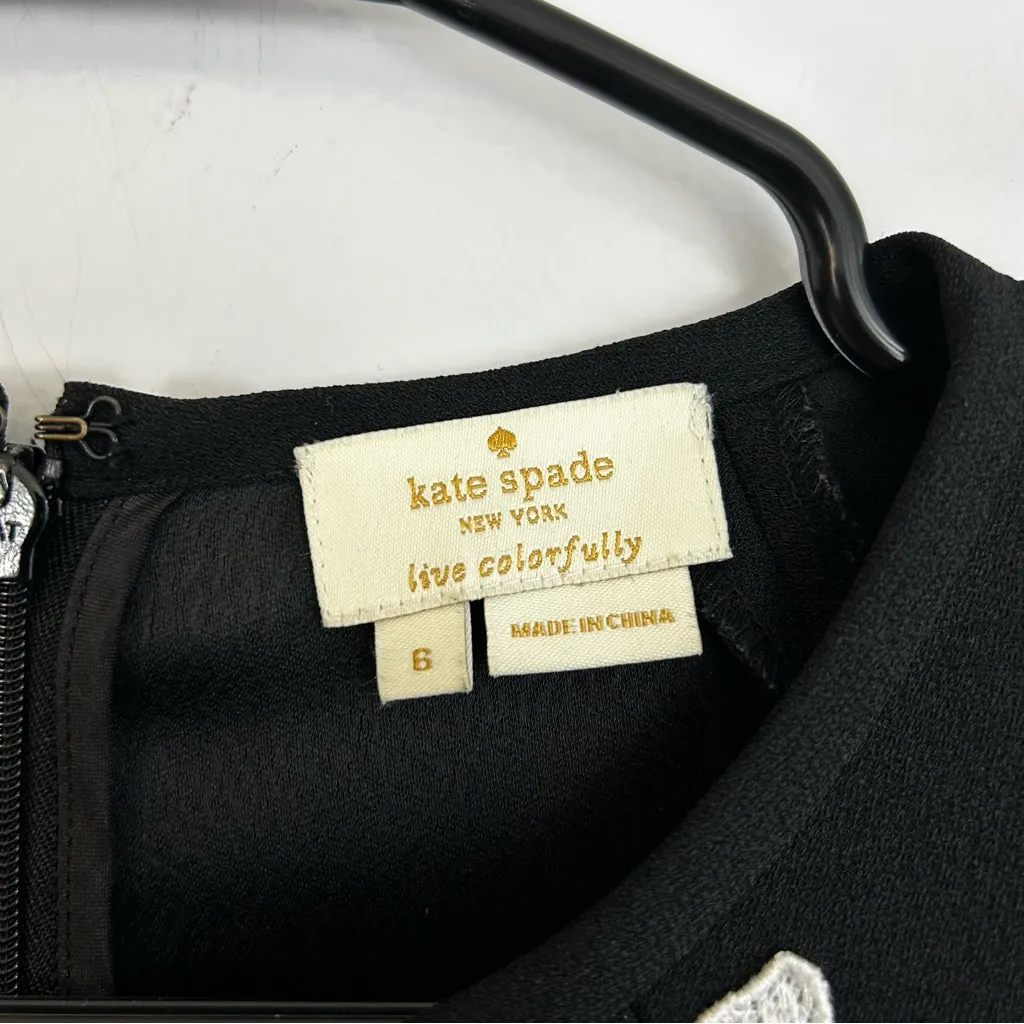 kate spade
NEW YORK
live colorfully
6
MADE IN CHINA